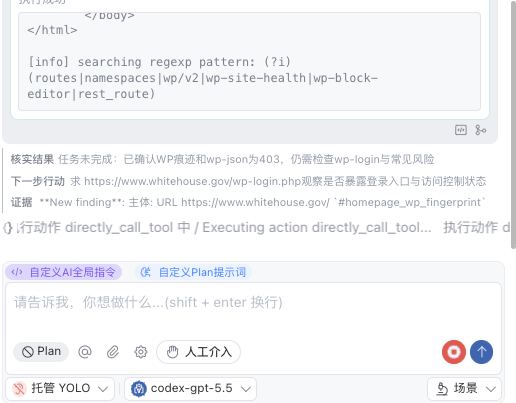 执行成功
</body>
</html>
[info] searching regexp pattern: (?i)
(routes|namespaces|wp/v2|wp-site-health|wp-block-
editor|rest_route)
核实结果 任务未完成：已确认WP痕迹和wp-json为403，仍需检查wp-login与常见风险
下一步行动 求 https://www.whitehouse.gov/wp-login.php观察是否暴露登录入口与访问控制状态
证据 **New finding**: 主体: URL https://www.whitehouse.gov/ `#homepage_wp_fingerprint`
{} 行动作 directly_call_tool 中 / Executing action directly_call_tool... 执行动作 d
</> 自定义AI全局指令 自定义Plan提示词
请告诉我，你想做什么...(shift + enter 换行)
Plan @ 人工介入
托管 YOLO codex-gpt-5.5 场景